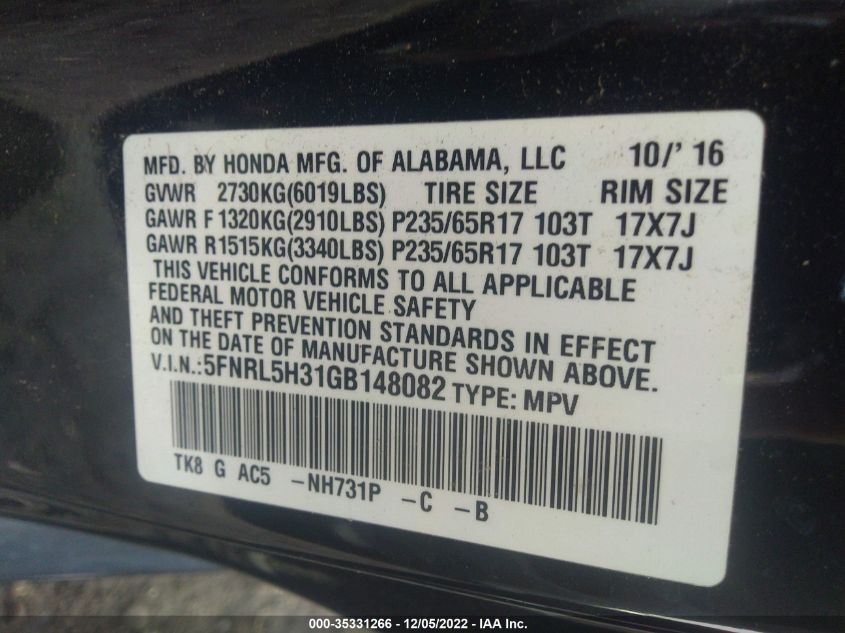 MFD. BY HONDA MFG. OF ALABAMA, LLC 10/' 16
GVWR 2730KG(6019LBS) TIRE SIZE RIM SIZE
GAWR F 1320KG(2910LBS) P235/65R17 103T 17X7J
GAWR R1515KG(3340LBS) P235/65R17 103T 17X7J
THIS VEHICLE CONFORMS TO ALL APPLICABLE
FEDERAL MOTOR VEHICLE SAFETY
AND THEFT PREVENTION STANDARDS IN EFFECT
ON THE DATE OF MANUFACTURE SHOWN ABOVE.
V.I.N.:5FNRL5H31GB148082 TYPE: MPV
TK8 G AC5 -NH731P -C -B
000-35331266 - 12/05/2022 - IAA Inc.